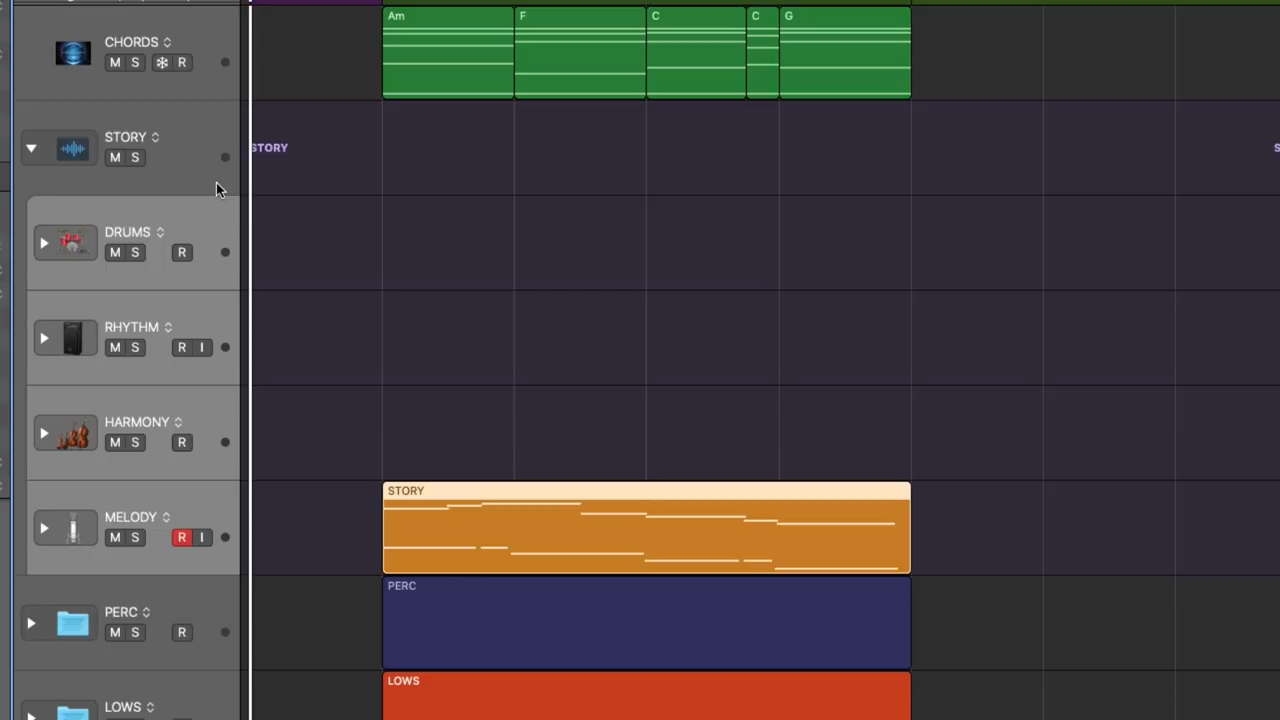 CHORDS
M S R
Am F C C G
STORY
M S
STORY
DRUMS
M S R
RHYTHM
M S R I
HARMONY
M S R
MELODY
M S R I
STORY
PERC
M S R
PERC
LOWS
LOWS